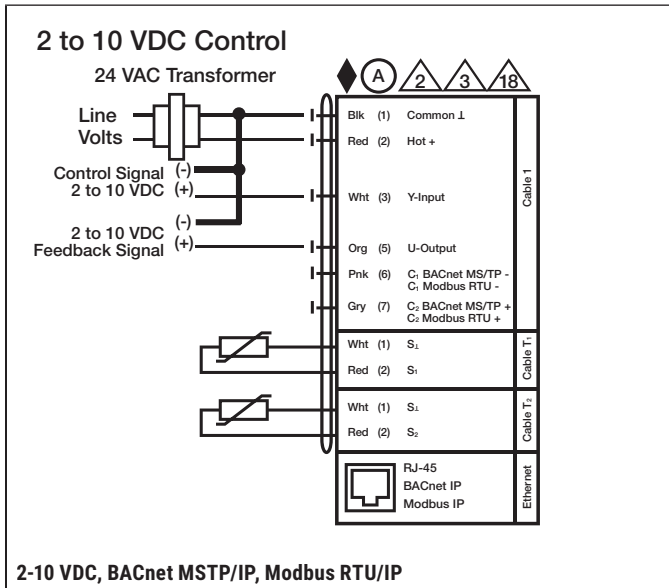 2 to 10 VDC Control
24 VAC Transformer
Line
Volts
Control Signal (-)
2 to 10 VDC (+)
(-)
2 to 10 VDC
Feedback Signal (+)
A 2 3 18
Blk (1) Common ⊥
Red (2) Hot +
Wht (3) Y-Input
Org (5) U-Output
Pnk (6) C₁ BACnet MS/TP -
C₁ Modbus RTU -
Gry (7) C₂ BACnet MS/TP +
C₂ Modbus RTU +
Cable 1
Wht (1) S⊥
Red (2) S₁
Cable T₁
Wht (1) S⊥
Red (2) S₂
Cable T₂
RJ-45
BACnet IP
Modbus IP
Ethernet
2-10 VDC, BACnet MSTP/IP, Modbus RTU/IP